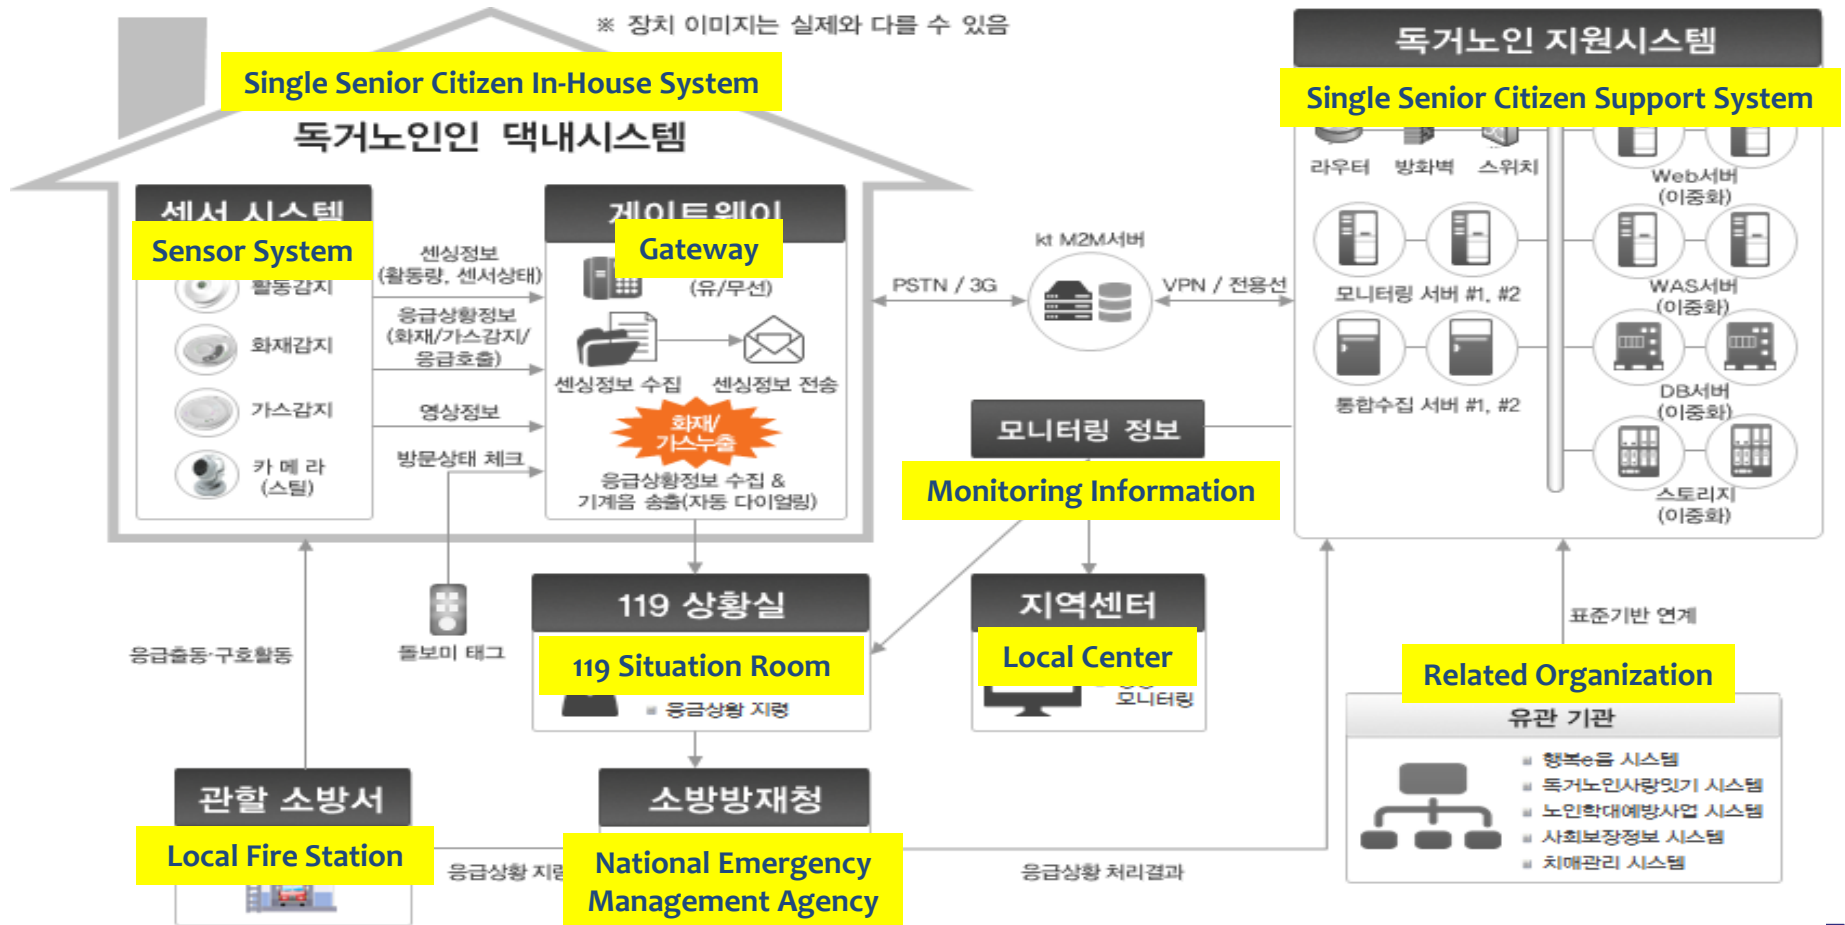 ※ 장치 이미지는 실제와 다를 수 있음
Single Senior Citizen In-House System
독거노인인 댁내시스템
센서 시스템
Sensor System
활동감지
화재감지
가스감지
카 메 라
(스틸)
센싱정보
(활동량, 센서상태)
응급상황정보
(화재/가스감지/
응급호출)
영상정보
방문상태 체크
게이트웨이
Gateway
(유/무선)
센싱정보 수집
센싱정보 전송
화재/
가스누출
응급상황정보 수집 &
기계음 송출(자동 다이얼링)
PSTN / 3G
kt M2M서버
VPN / 전용선
독거노인 지원시스템
Single Senior Citizen Support System
라우터
방화벽
스위치
Web서버
(이중화)
모니터링 서버 #1, #2
WAS서버
(이중화)
통합수집 서버 #1, #2
DB서버
(이중화)
스토리지
(이중화)
모니터링 정보
Monitoring Information
119 상황실
119 Situation Room
응금상황 지령
지역센터
Local Center
모니터링
표준기반 연계
Related Organization
유관 기관
행복e음 시스템
독거노인사랑잇기 시스템
노인학대예방사업 시스템
사회보장정보 시스템
치매관리 시스템
응급출동·구호활동
돌보미 태그
관할 소방서
Local Fire Station
응급상황 지령
소방방재청
National Emergency
Management Agency
응급상황 처리결과